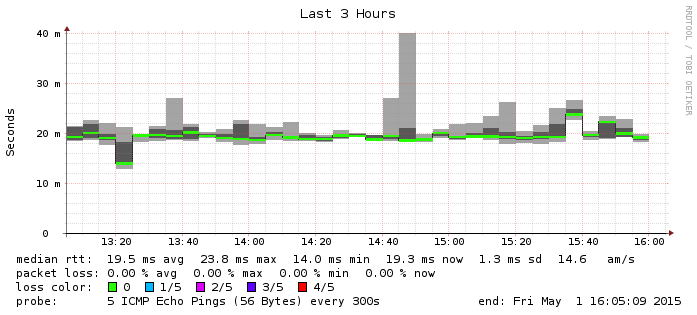 Last 3 Hours
RRDTOOL / TOBI OETIKER
Seconds
40 m
30 m
20 m
10 m
0
13:20 13:40 14:00 14:20 14:40 15:00 15:20 15:40 16:00
median rtt: 19.5 ms avg 23.8 ms max 14.0 ms min 19.3 ms now 1.3 ms sd 14.6 am/s
packet loss: 0.00 % avg 0.00 % max 0.00 % min 0.00 % now
loss color: 0 1/5 2/5 3/5 4/5
probe: 5 ICMP Echo Pings (56 Bytes) every 300s end: Fri May 1 16:05:09 2015